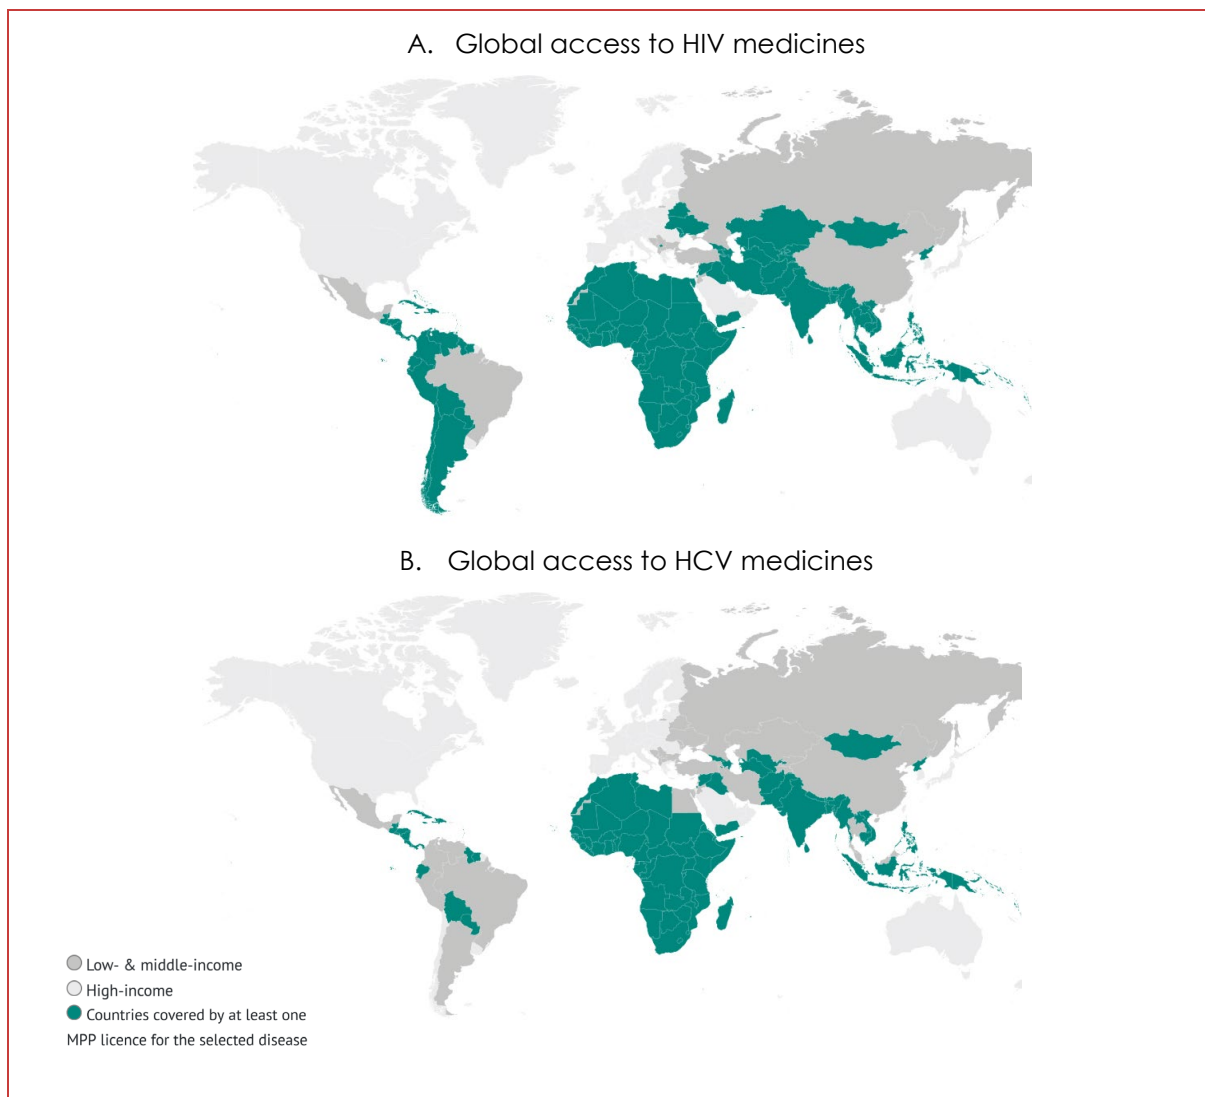 A. Global access to HIV medicines
B. Global access to HCV medicines
Low- & middle-income
High-income
Countries covered by at least one
MPP licence for the selected disease